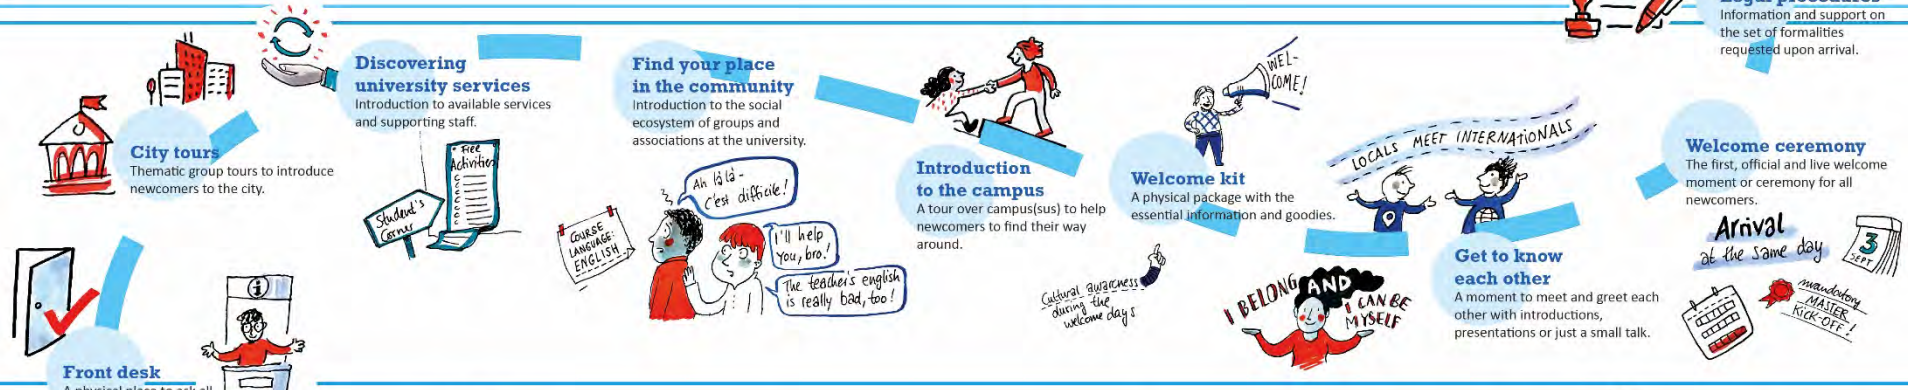 Legal procedures
Information and support on
the set of formalities
requested upon arrival.
Discovering
university services
Introduction to available services
and supporting staff.
Find your place
in the community
Introduction to the social
ecosystem of groups and
associations at the university.
WEL-
COME!
City tours
Thematic group tours to introduce
newcomers to the city.
Free
Activities
Student's
Corner
Ah là là -
c'est difficile!
COURSE
LANGUAGE:
ENGLISH
I'll help
you, bro!
The teacher's english
is really bad, too!
Introduction
to the campus
A tour over campus(sus) to help
newcomers to find their way
around.
Welcome kit
A physical package with the
essential information and goodies.
LOCALS MEET INTERNATIONALS
Cultural awareness
during the
welcome days
I BELONG AND I CAN BE
MYSELF
Get to know
each other
A moment to meet and greet each
other with introductions,
presentations or just a small talk.
Welcome ceremony
The first, official and live welcome
moment or ceremony for all
newcomers.
Arrival
at the same day
3
SEPT
mandatory
MASTER
KICK-OFF!
i
Front desk
A physical place to ask all